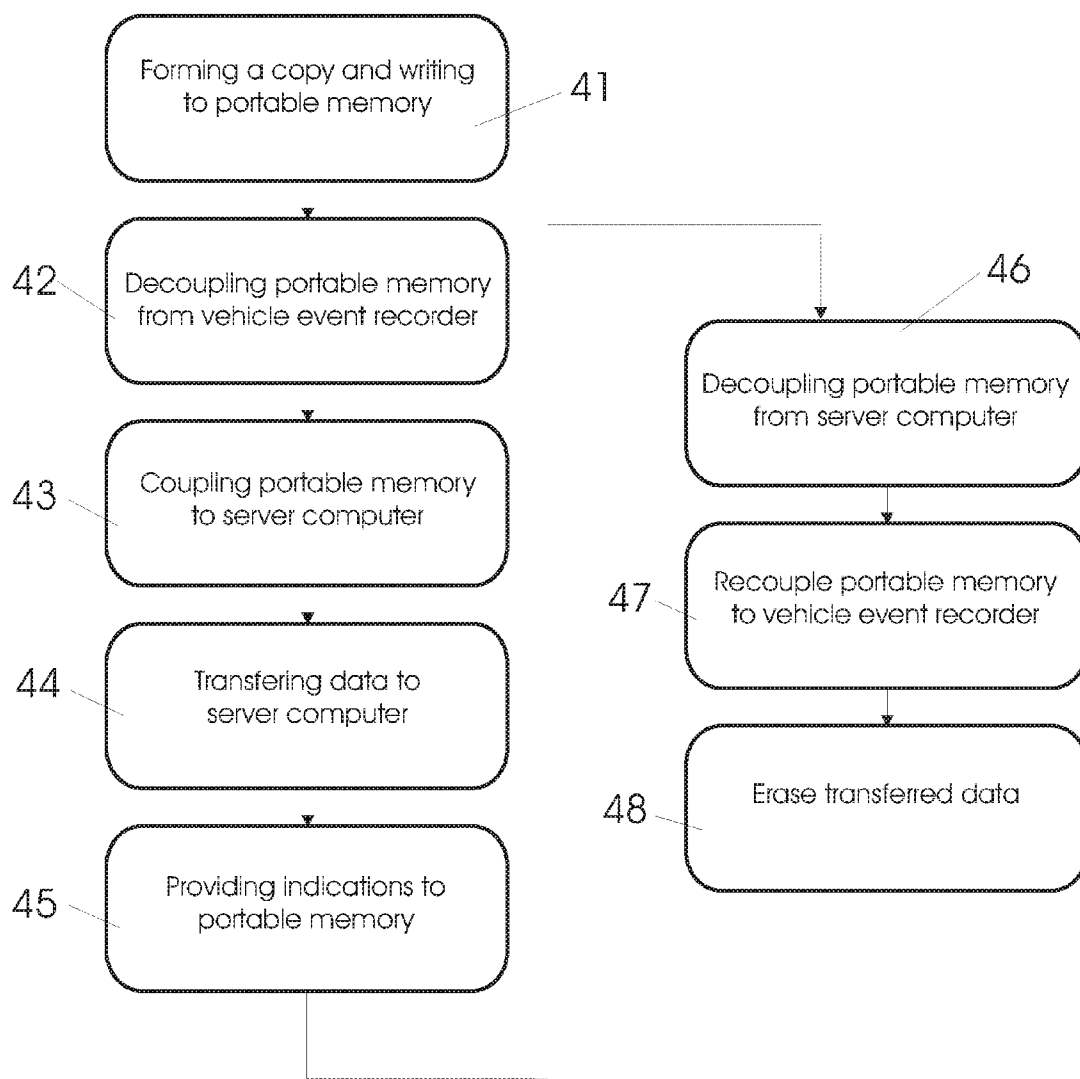 Forming a copy and writing
to portable memory
41
Decoupling portable memory
from vehicle event recorder
42
Coupling portable memory
to server computer
43
Transfering data to
server computer
44
Providing indications to
portable memory
45
Decoupling portable memory
from server computer
46
Recouple portable memory
to vehicle event recorder
47
Erase transferred data
48